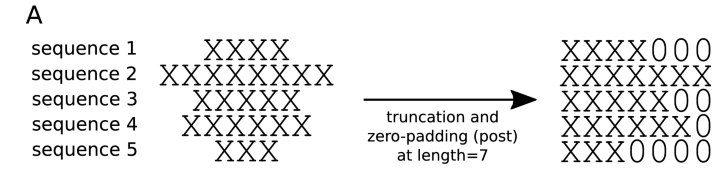 A
sequence 1 XXXX XXXX000
sequence 2 XXXXXXXX XXXXXXX
sequence 3 XXXXX XXXXX00
sequence 4 XXXXXX XXXXXX0
sequence 5 XXX XXX0000
truncation and
zero-padding (post)
at length=7